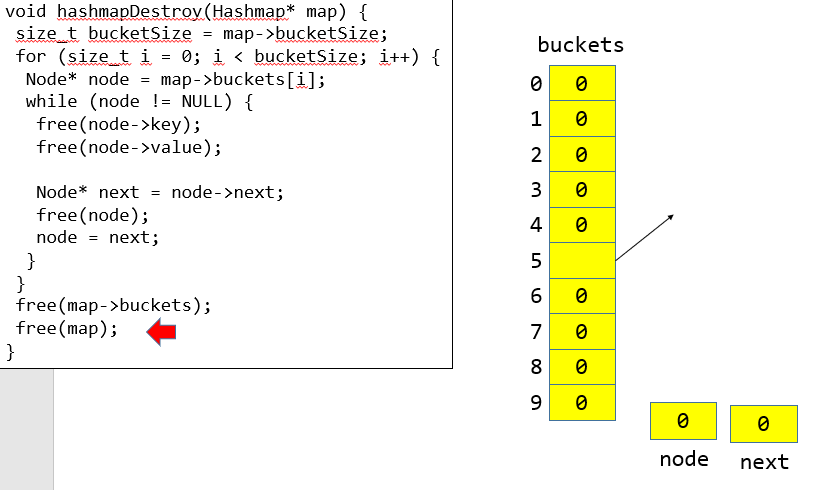 void hashmapDestroy(Hashmap* map) {
size_t bucketSize = map->bucketSize;
for (size_t i = 0; i < bucketSize; i++) {
Node* node = map->buckets[i];
while (node != NULL) {
free(node->key);
free(node->value);
Node* next = node->next;
free(node);
node = next;
}
}
free(map->buckets);
free(map);
}
buckets
0 0
1 0
2 0
3 0
4 0
5
6 0
7 0
8 0
9 0
0 0
node next